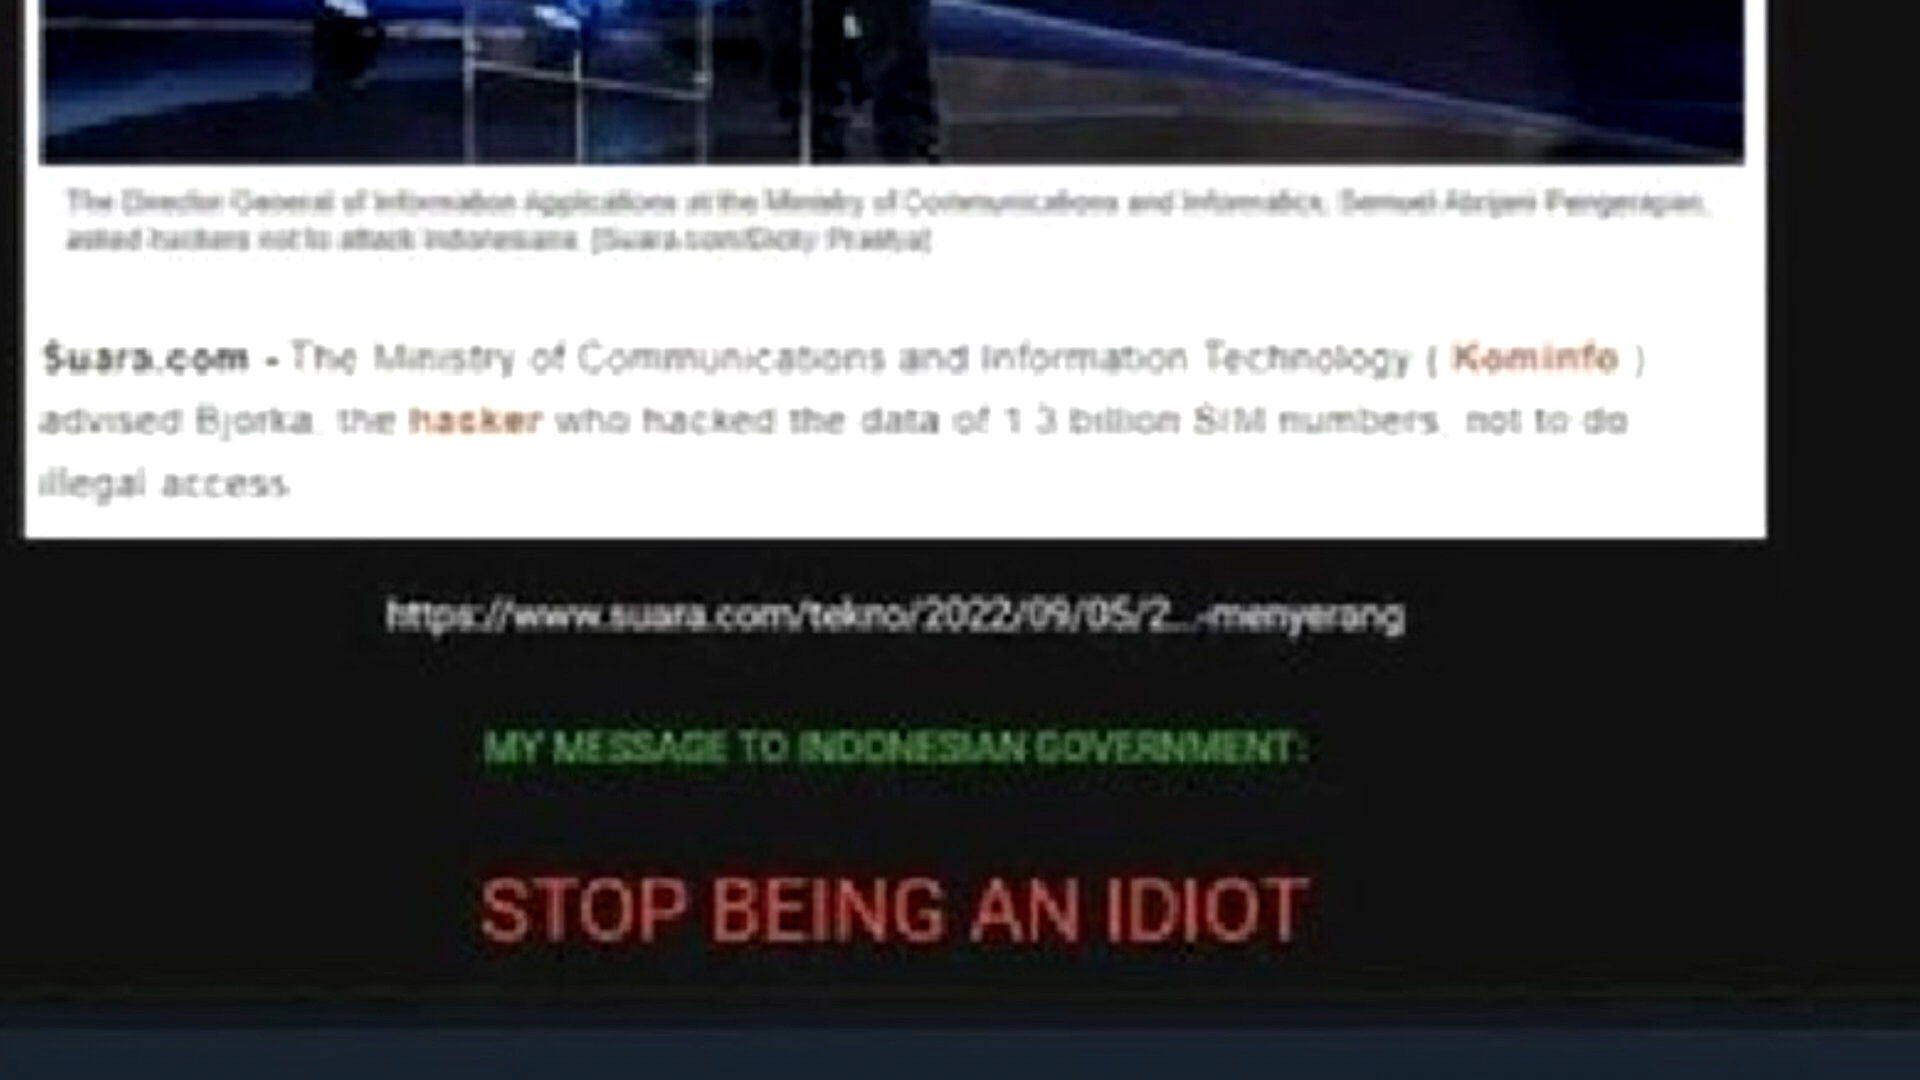 The Director General of Information Applications at the Ministry of Communications and Informatics, Semuel Abrijani Pangerapan,
asked hackers not to attack Indonesians. [Suara.com/Dicky Prastya]
Suara.com - The Ministry of Communications and Information Technology ( Kominfo )
advised Bjorka, the hacker who hacked the data of 1.3 billion SIM numbers, not to do
illegal access.
https://www.suara.com/tekno/2022/09/05/2...-menyerang
MY MESSAGE TO INDONESIAN GOVERNMENT:
STOP BEING AN IDIOT